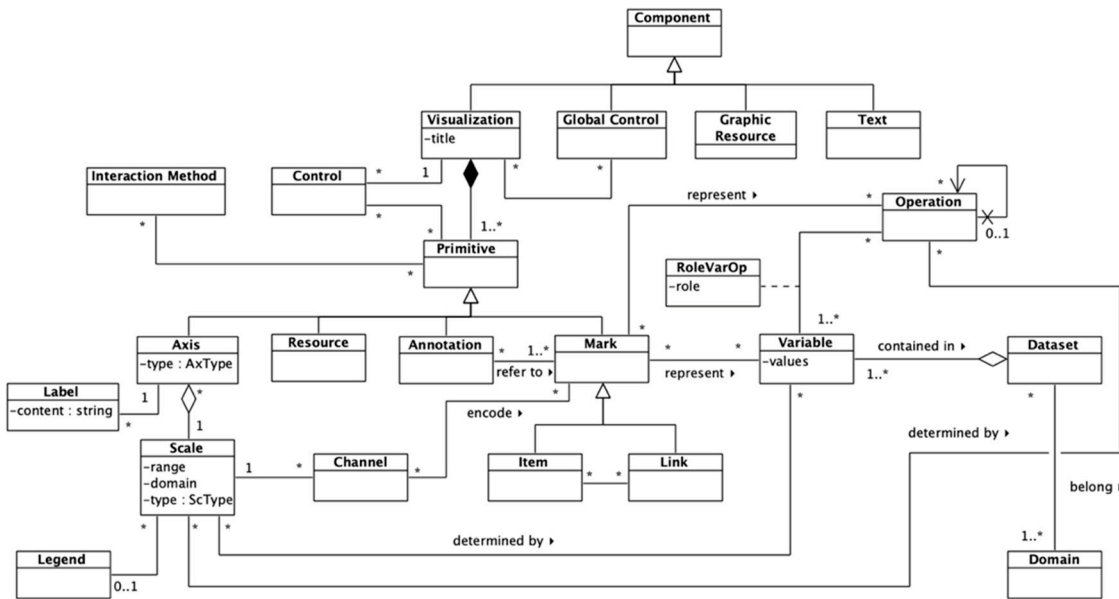 Component
Visualization
-title
Global Control
Graphic
Resource
Text
Interaction Method
Control
*
1
*
*
*
*
*
1..*
*
*
represent ▸
*
*
Operation
0..1
*
*
Primitive
RoleVarOp
-role
1..*
Axis
-type : AxType
Resource
Annotation
*
1..*
refer to ▸
*
Mark
*
*
represent ▸
Variable
-values
contained in ▸
1..*
Dataset
Label
-content : string
1
*
*
1
*
encode ▸
*
*
determined by ▸
Scale
-range
-domain
-type : ScType
1
*
Channel
*
Item
*
*
Link
belong
*
*
*
determined by ▸
1..*
Legend
0..1
Domain